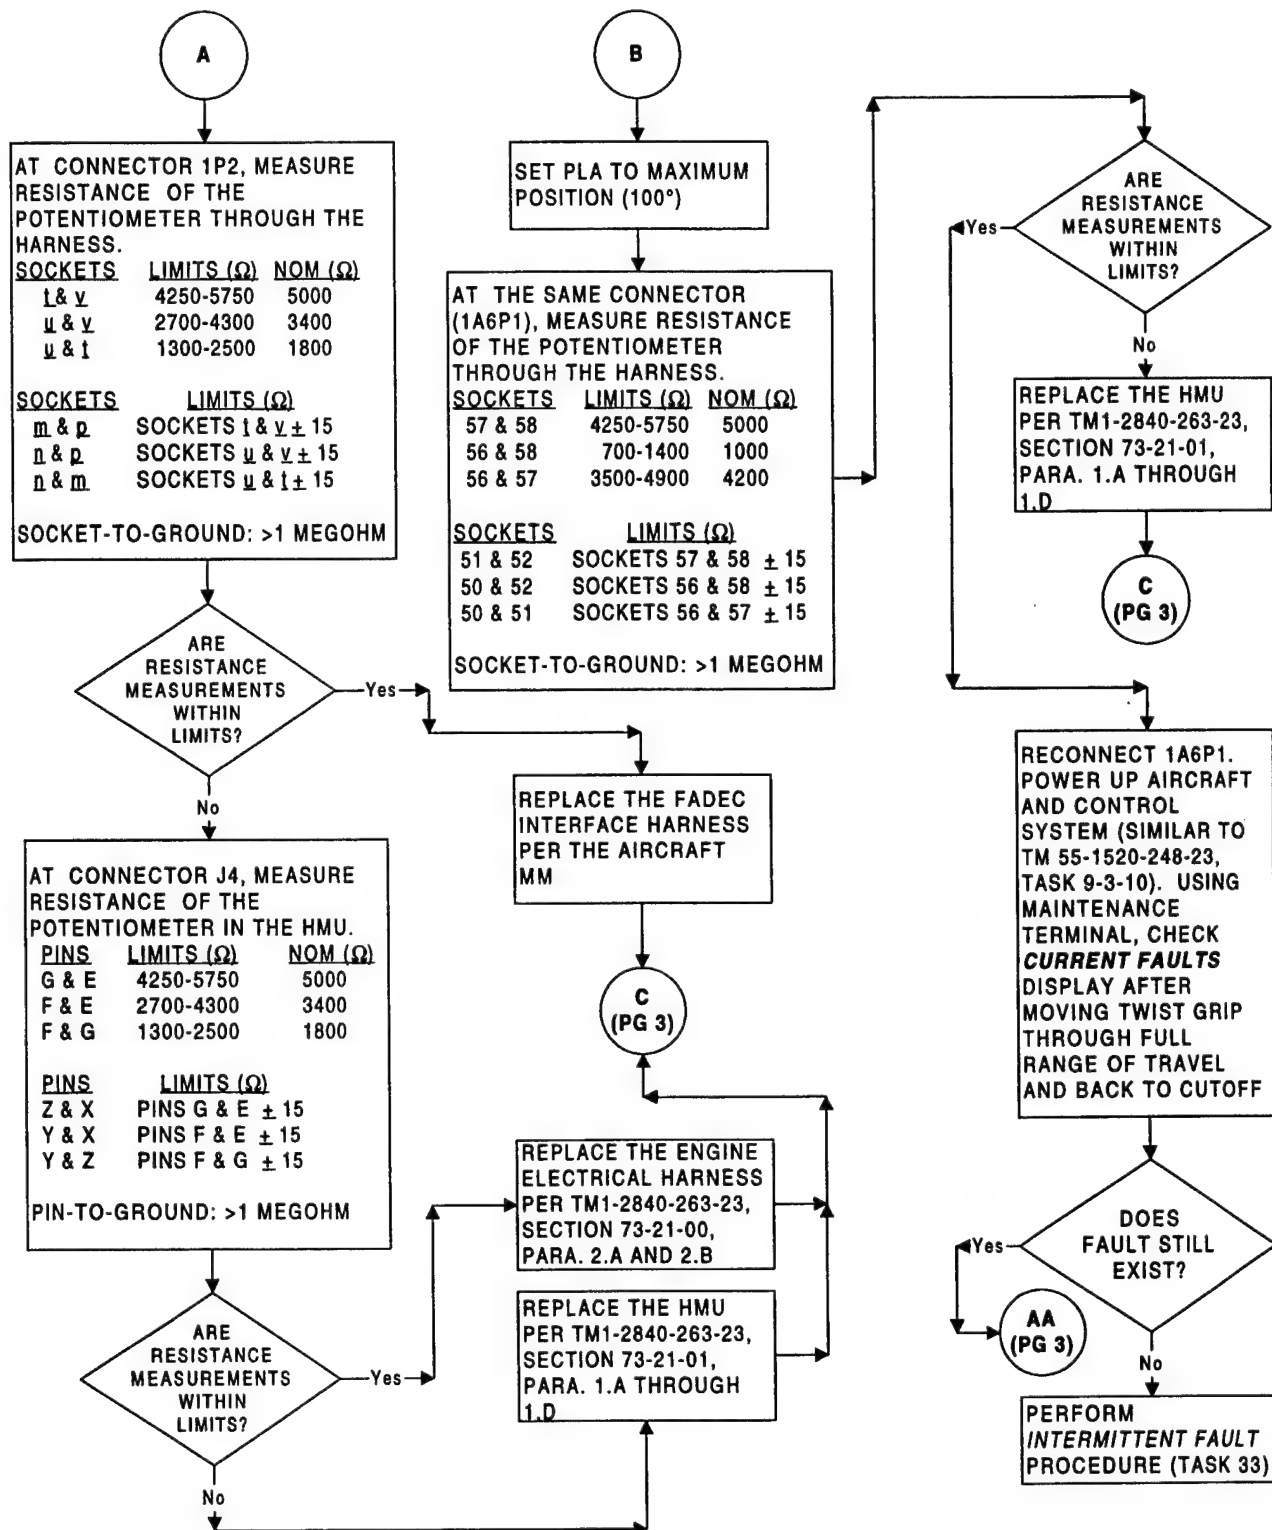 A
AT CONNECTOR 1P2, MEASURE
RESISTANCE OF THE
POTENTIOMETER THROUGH THE
HARNESS.
SOCKETS LIMITS (Ω) NOM (Ω)
t & v 4250-5750 5000
u & v 2700-4300 3400
u & t 1300-2500 1800
SOCKETS LIMITS (Ω)
m & p SOCKETS t & v ± 15
n & p SOCKETS u & v ± 15
n & m SOCKETS u & t ± 15
SOCKET-TO-GROUND: >1 MEGOHM
ARE
RESISTANCE
MEASUREMENTS
WITHIN
LIMITS?
Yes
No
AT CONNECTOR J4, MEASURE
RESISTANCE OF THE
POTENTIOMETER IN THE HMU.
PINS LIMITS (Ω) NOM (Ω)
G & E 4250-5750 5000
F & E 2700-4300 3400
F & G 1300-2500 1800
PINS LIMITS (Ω)
Z & X PINS G & E ± 15
Y & X PINS F & E ± 15
Y & Z PINS F & G ± 15
PIN-TO-GROUND: >1 MEGOHM
ARE
RESISTANCE
MEASUREMENTS
WITHIN
LIMITS?
Yes
No
B
SET PLA TO MAXIMUM
POSITION (100°)
AT THE SAME CONNECTOR
(1A6P1), MEASURE RESISTANCE
OF THE POTENTIOMETER
THROUGH THE HARNESS.
SOCKETS LIMITS (Ω) NOM (Ω)
57 & 58 4250-5750 5000
56 & 58 700-1400 1000
56 & 57 3500-4900 4200
SOCKETS LIMITS (Ω)
51 & 52 SOCKETS 57 & 58 ± 15
50 & 52 SOCKETS 56 & 58 ± 15
50 & 51 SOCKETS 56 & 57 ± 15
SOCKET-TO-GROUND: >1 MEGOHM
REPLACE THE FADEC
INTERFACE HARNESS
PER THE AIRCRAFT
MM
C
(PG 3)
REPLACE THE ENGINE
ELECTRICAL HARNESS
PER TM1-2840-263-23,
SECTION 73-21-00,
PARA. 2.A AND 2.B
REPLACE THE HMU
PER TM1-2840-263-23,
SECTION 73-21-01,
PARA. 1.A THROUGH
1.D
ARE
RESISTANCE
MEASUREMENTS
WITHIN
LIMITS?
Yes
No
REPLACE THE HMU
PER TM1-2840-263-23,
SECTION 73-21-01,
PARA. 1.A THROUGH
1.D
C
(PG 3)
RECONNECT 1A6P1.
POWER UP AIRCRAFT
AND CONTROL
SYSTEM (SIMILAR TO
TM 55-1520-248-23,
TASK 9-3-10). USING
MAINTENANCE
TERMINAL, CHECK
CURRENT FAULTS
DISPLAY AFTER
MOVING TWIST GRIP
THROUGH FULL
RANGE OF TRAVEL
AND BACK TO CUTOFF
DOES
FAULT STILL
EXIST?
Yes
AA
(PG 3)
No
PERFORM
INTERMITTENT FAULT
PROCEDURE (TASK 33)